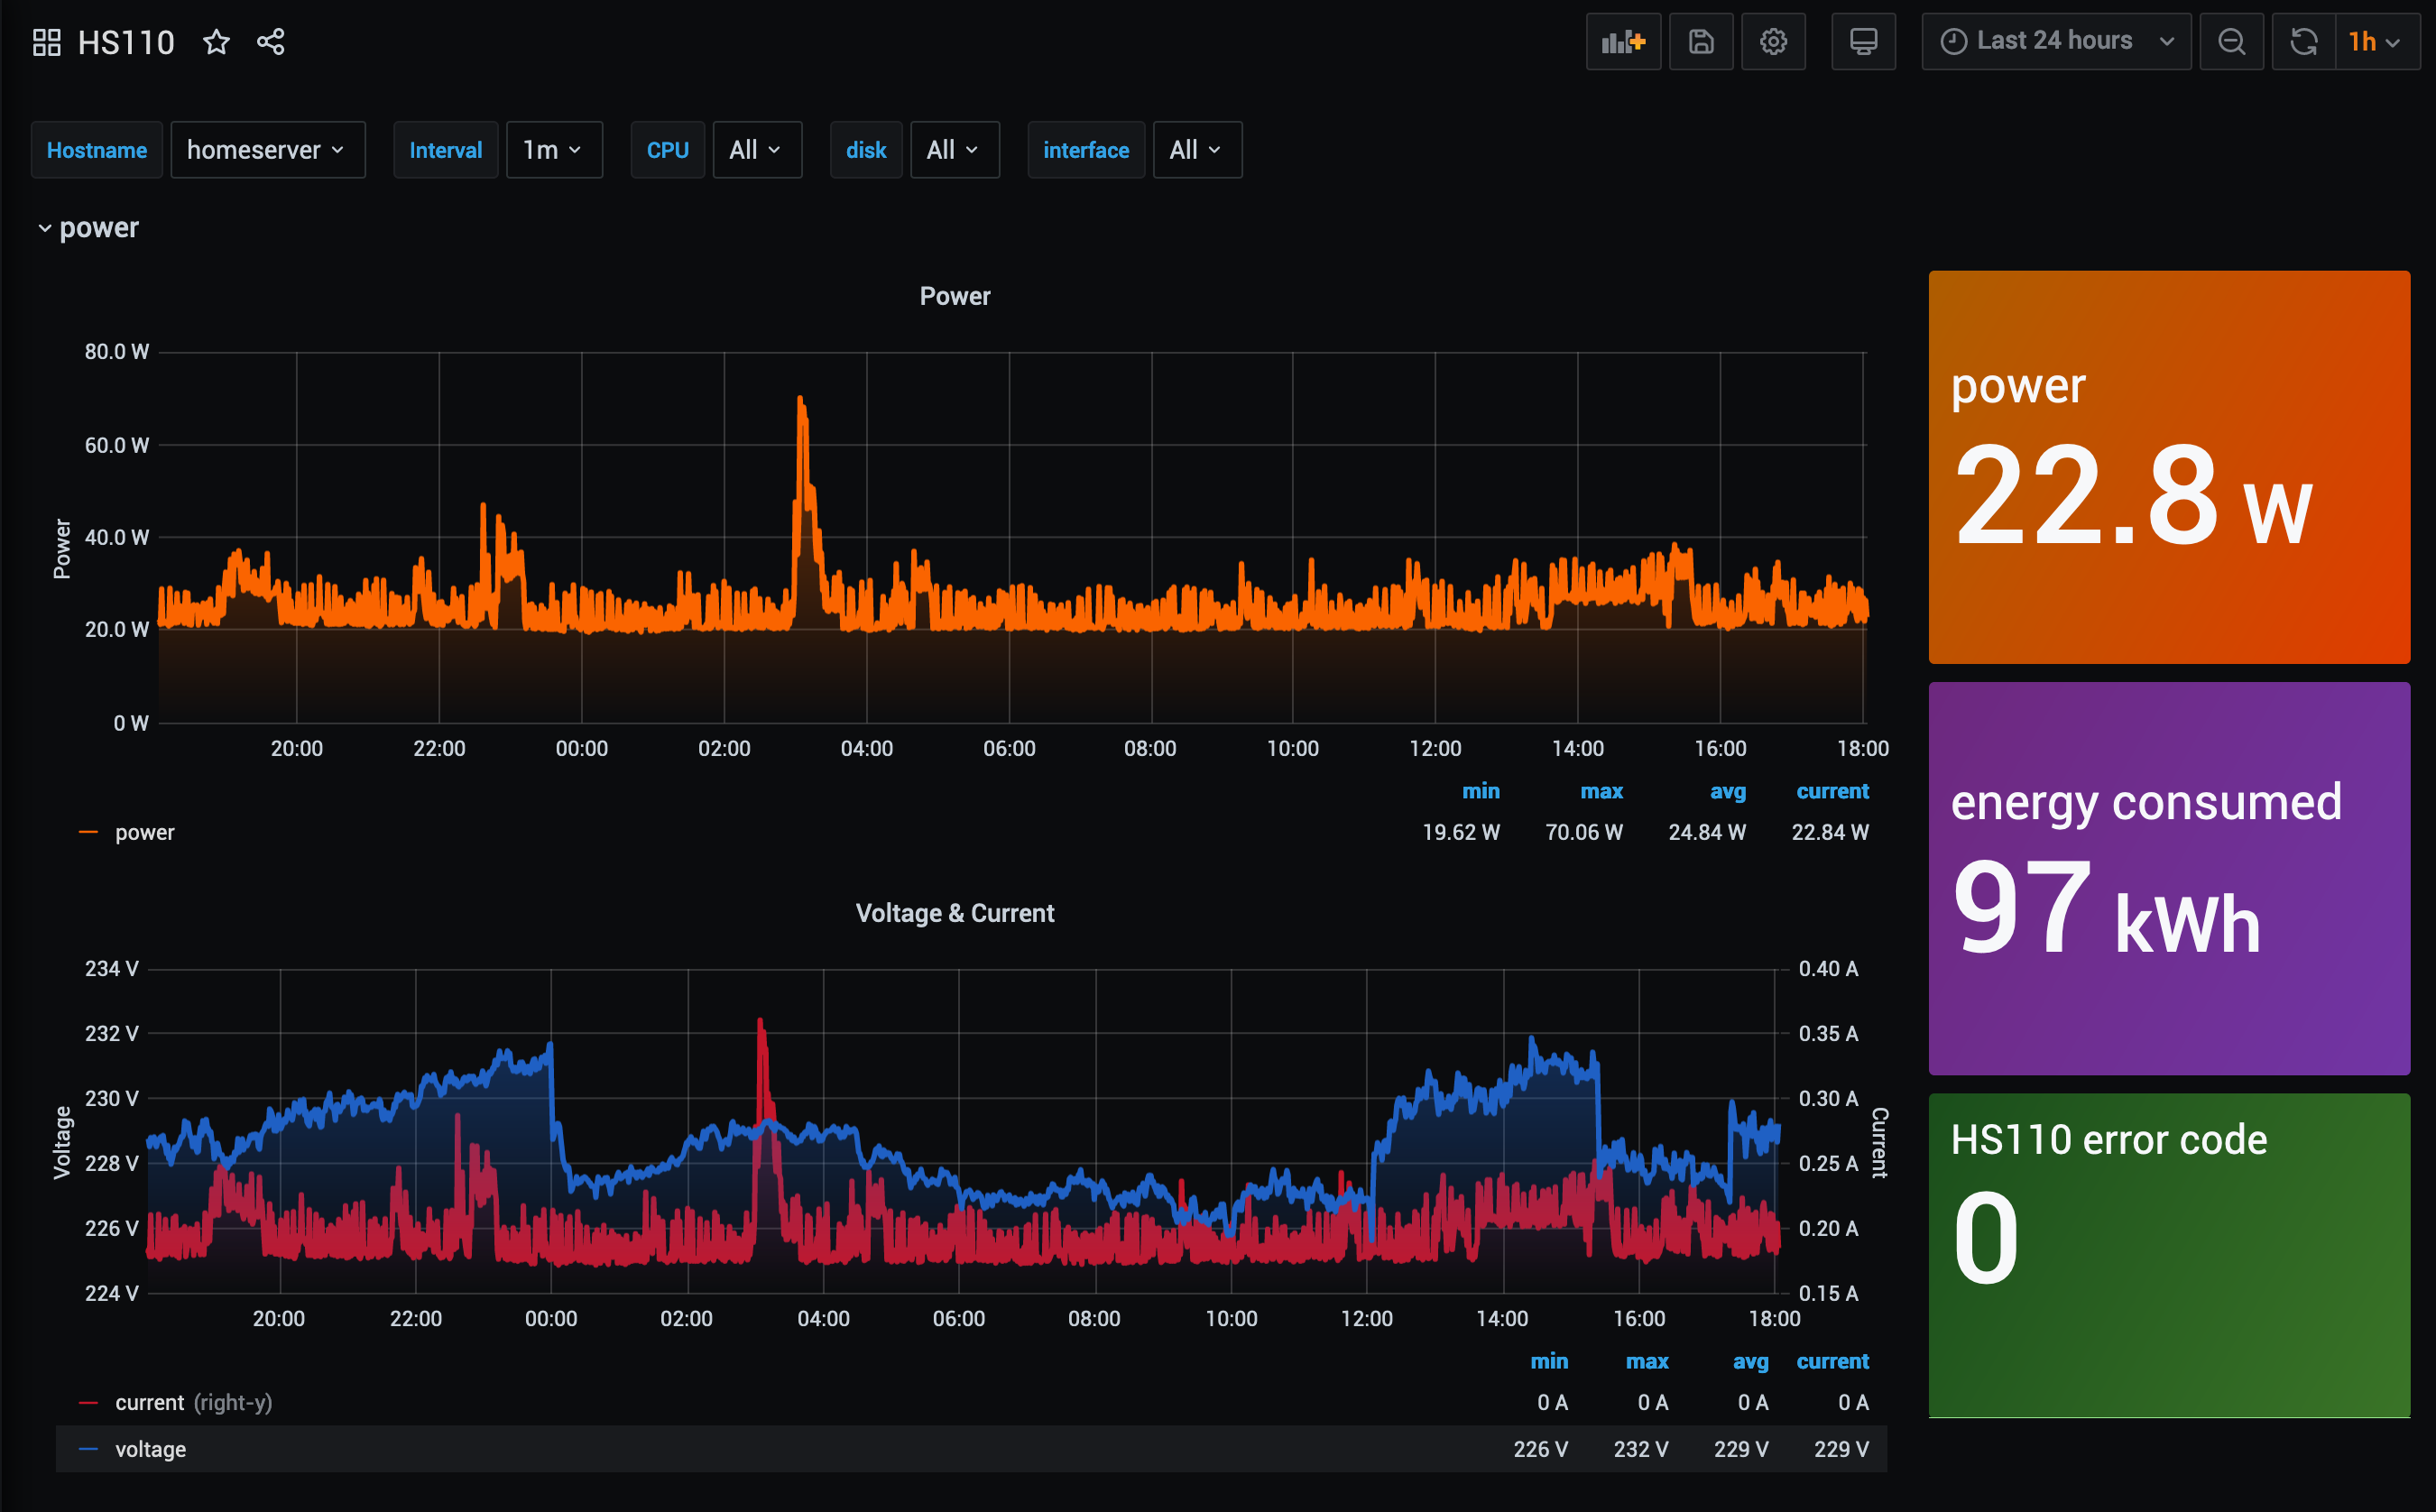 HS110
Last 24 hours
1h
Hostname homeserver Interval 1m CPU All disk All interface All
power
Power
80.0 W
60.0 W
40.0 W
20.0 W
0 W
Power
20:00 22:00 00:00 02:00 04:00 06:00 08:00 10:00 12:00 14:00 16:00 18:00
min max avg current
power 19.62 W 70.06 W 24.84 W 22.84 W
Voltage & Current
234 V
232 V
230 V
228 V
226 V
224 V
Voltage
0.40 A
0.35 A
0.30 A
0.25 A
0.20 A
0.15 A
Current
20:00 22:00 00:00 02:00 04:00 06:00 08:00 10:00 12:00 14:00 16:00 18:00
min max avg current
current (right-y) 0 A 0 A 0 A 0 A
voltage 226 V 232 V 229 V 229 V
power
22.8 W
energy consumed
97 kWh
HS110 error code
0